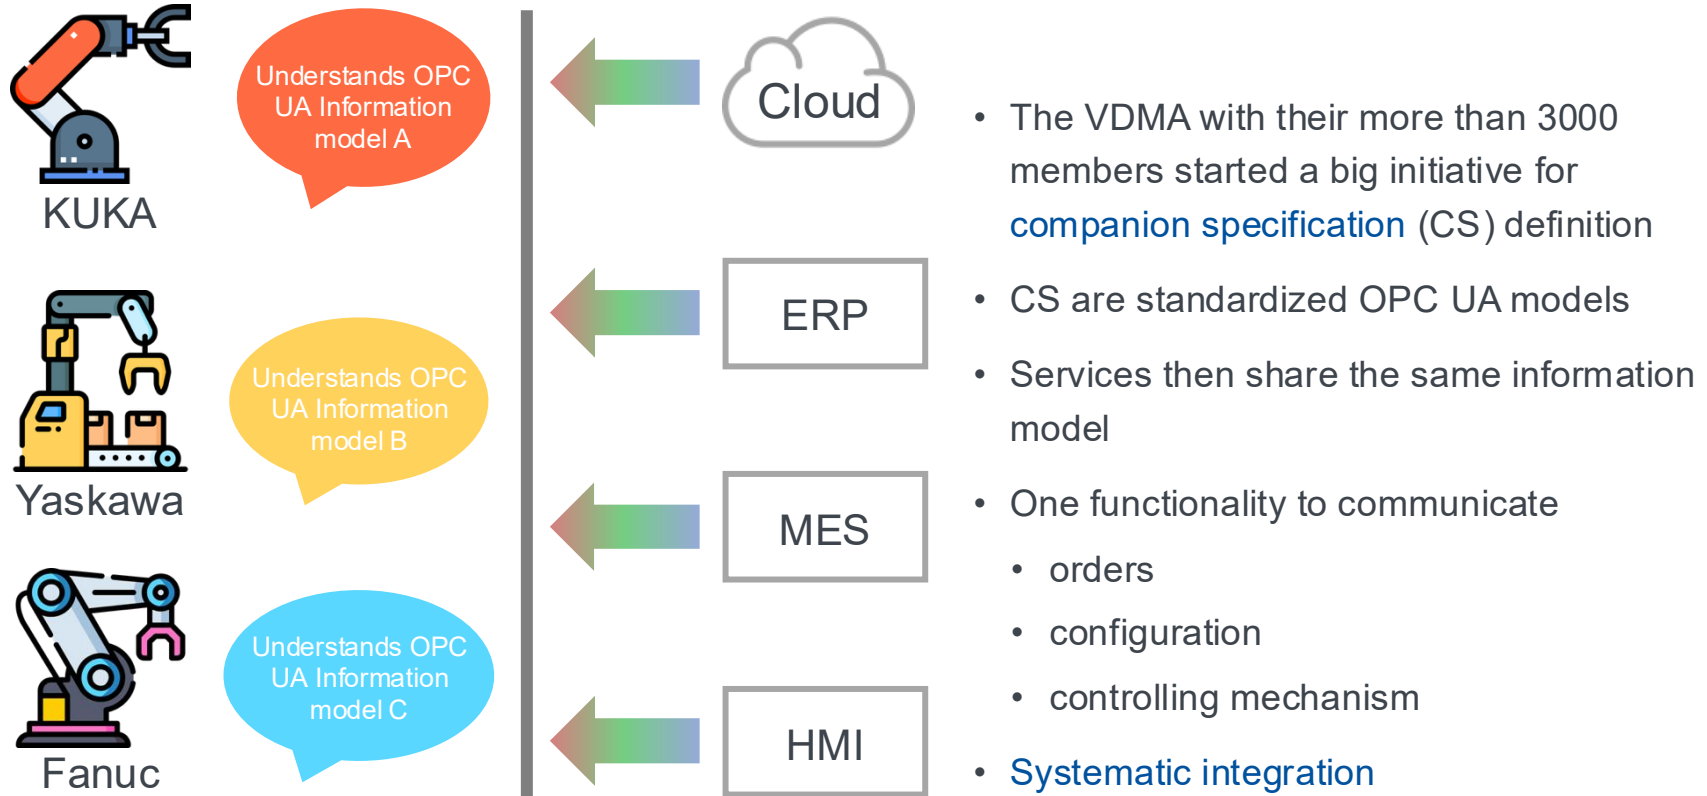 KUKA
Understands OPC
UA Information
model A
Yaskawa
Understands OPC
UA Information
model B
Fanuc
Understands OPC
UA Information
model C
Cloud
ERP
MES
HMI
• The VDMA with their more than 3000
members started a big initiative for
companion specification (CS) definition
• CS are standardized OPC UA models
• Services then share the same information
model
• One functionality to communicate
• orders
• configuration
• controlling mechanism
• Systematic integration